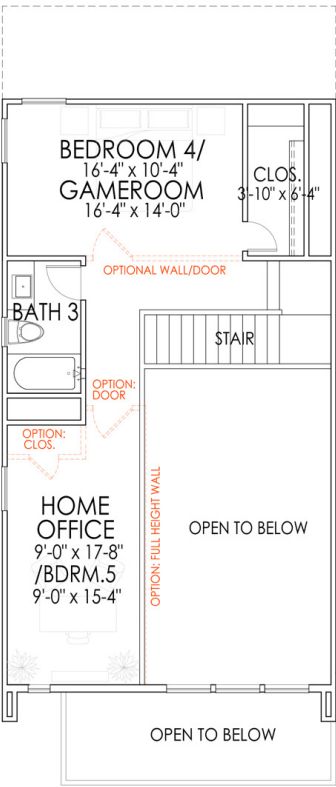 BEDROOM 4/
16'-4" x 10'-4"
GAMEROOM
16'-4" x 14'-0"
CLOS.
3'-10" x 6'-4"
OPTIONAL WALL/DOOR
BATH 3
STAIR
OPTION:
DOOR
OPTION:
CLOS.
OPTION: FULL HEIGHT WALL
HOME
OFFICE
9'-0" x 17-8"
/BDRM.5
9'-0" x 15-4"
OPEN TO BELOW
OPEN TO BELOW